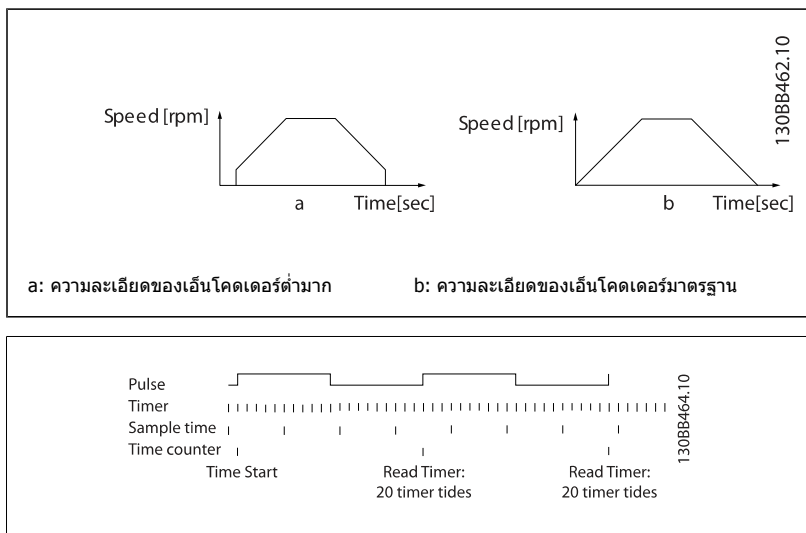 130BB462.10
Speed [rpm]
Speed [rpm]
a
Time[sec]
b
Time[sec]
a: ความละเอียดของเอ็นโคดเดอร์ต่ำมาก
b: ความละเอียดของเอ็นโคดเดอร์มาตรฐาน
130BB464.10
Pulse
Timer
Sample time
Time counter
Time Start
Read Timer:
20 timer tides
Read Timer:
20 timer tides